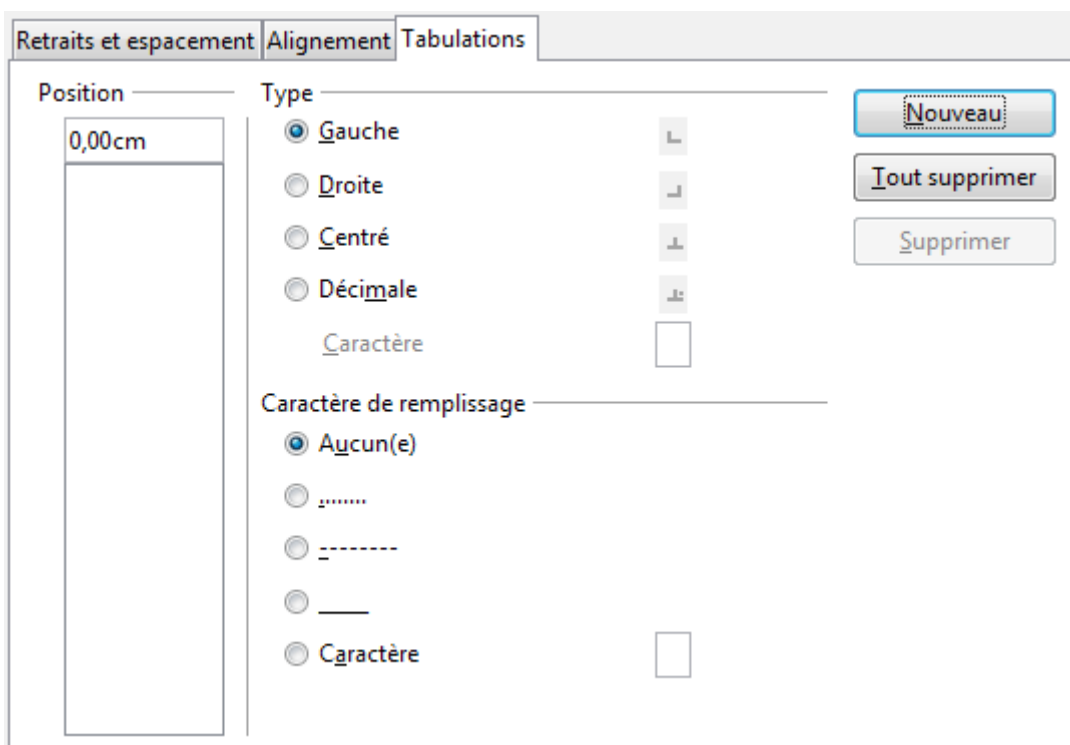 Retraits et espacement Alignement Tabulations
Position Type
0,00cm
Gauche
Droite
Centré
Décimale
Caractère
Caractère de remplissage
Aucun(e)
........
--------
____
Caractère
Nouveau
Tout supprimer
Supprimer